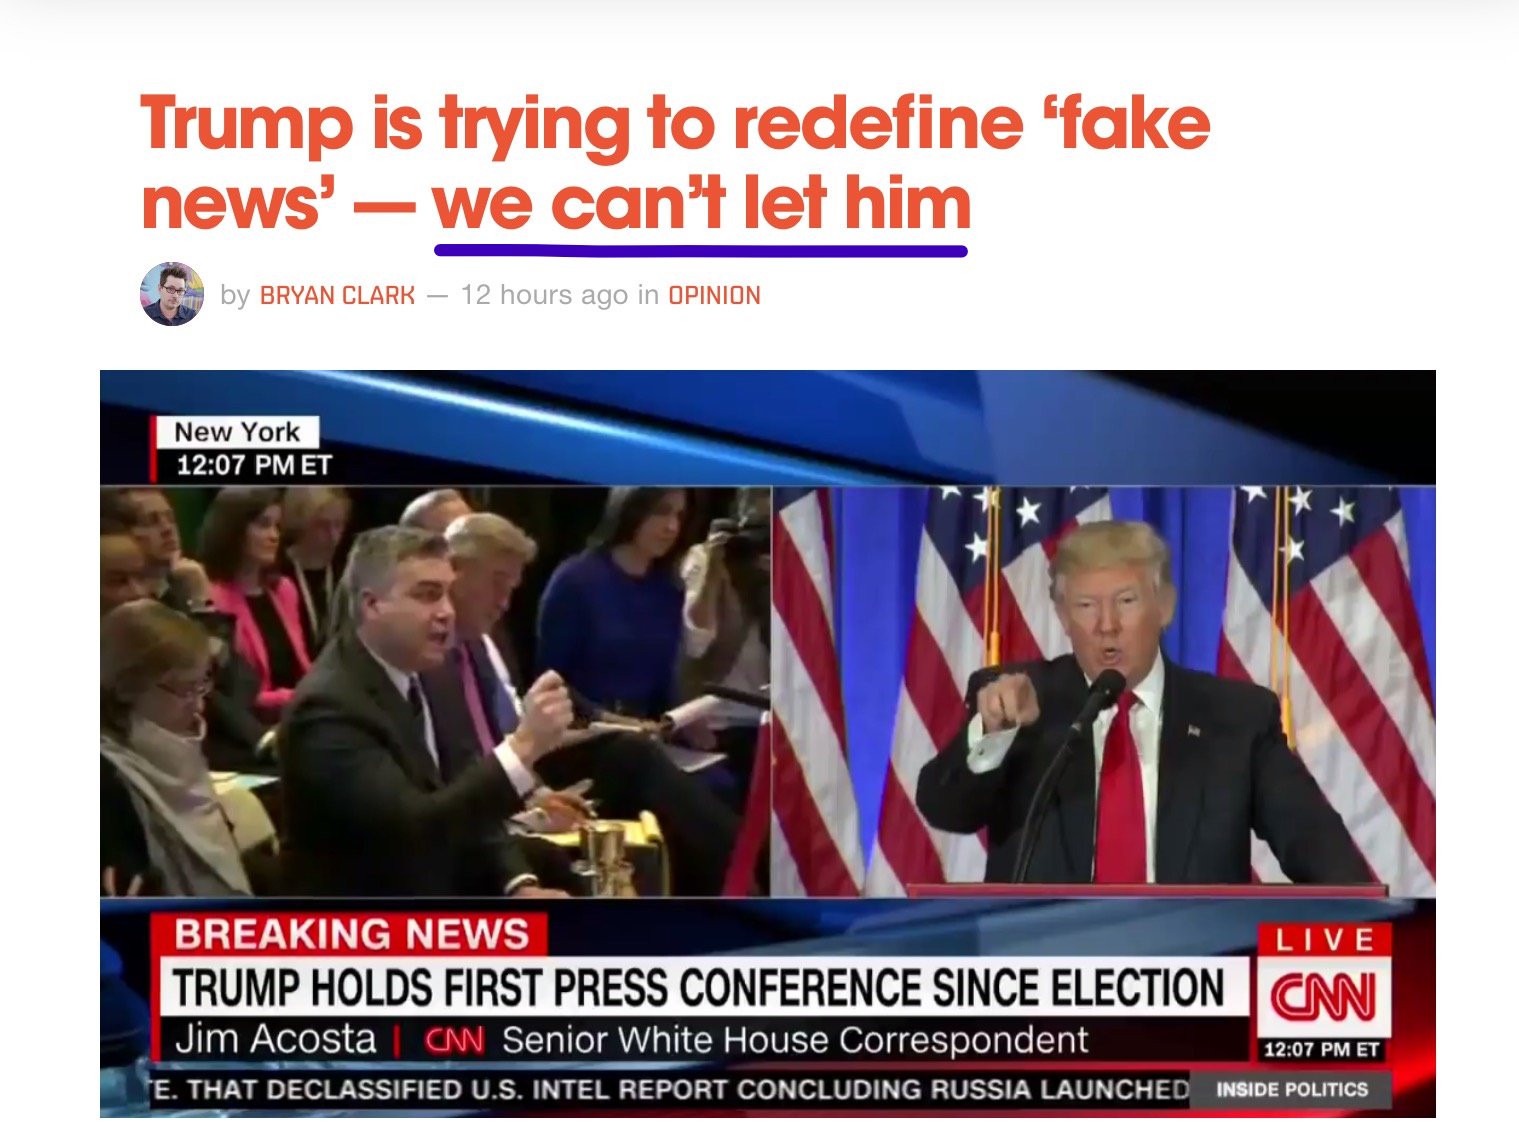 Trump is trying to redefine ‘fake
news’ — we can’t let him
by BRYAN CLARK — 12 hours ago in OPINION
New York
12:07 PM ET
BREAKING NEWS
TRUMP HOLDS FIRST PRESS CONFERENCE SINCE ELECTION
Jim Acosta | CNN Senior White House Correspondent
LIVE
CNN
12:07 PM ET
E. THAT DECLASSIFIED U.S. INTEL REPORT CONCLUDING RUSSIA LAUNCHED
INSIDE POLITICS